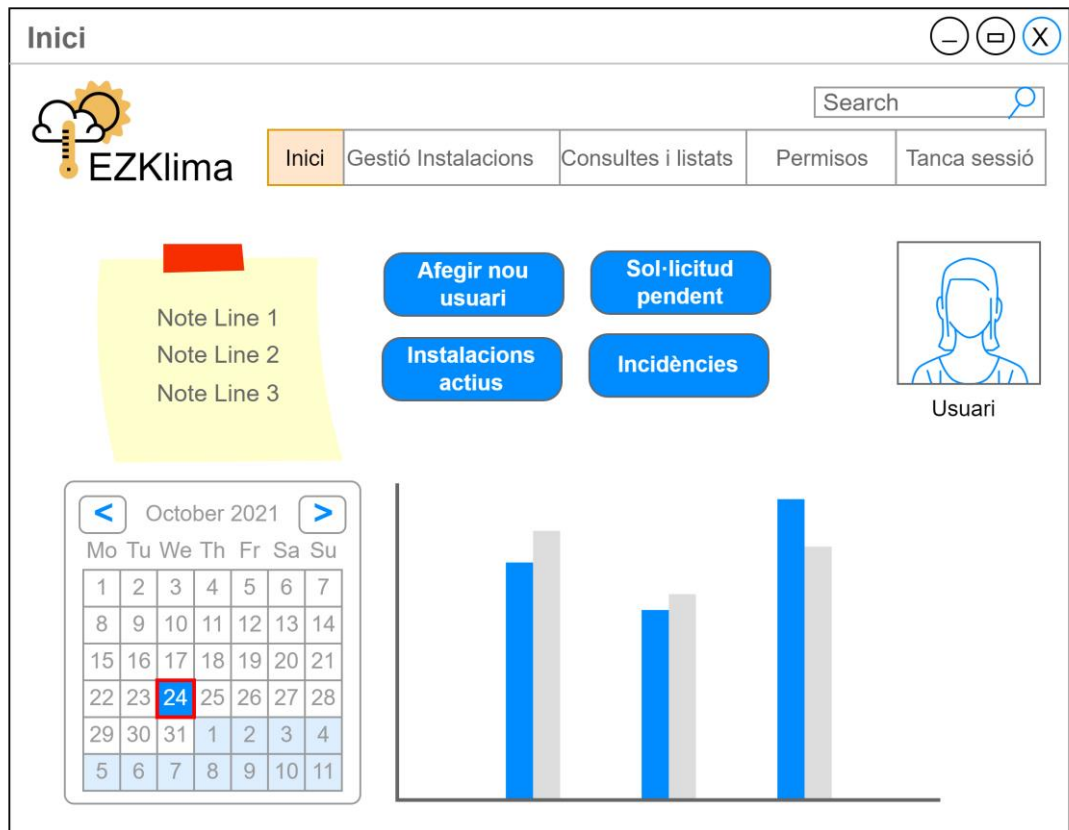 Inici
X
Search
EZKlima
Inici Gestió Instalacions Consultes i listats Permisos Tanca sessió
Note Line 1
Note Line 2
Note Line 3
Afegir nou
usuari
Sol·licitud
pendent
Instalacions
actius
Incidències
Usuari
< October 2021 >
Mo Tu We Th Fr Sa Su
1 2 3 4 5 6 7
8 9 10 11 12 13 14
15 16 17 18 19 20 21
22 23 24 25 26 27 28
29 30 31 1 2 3 4
5 6 7 8 9 10 11